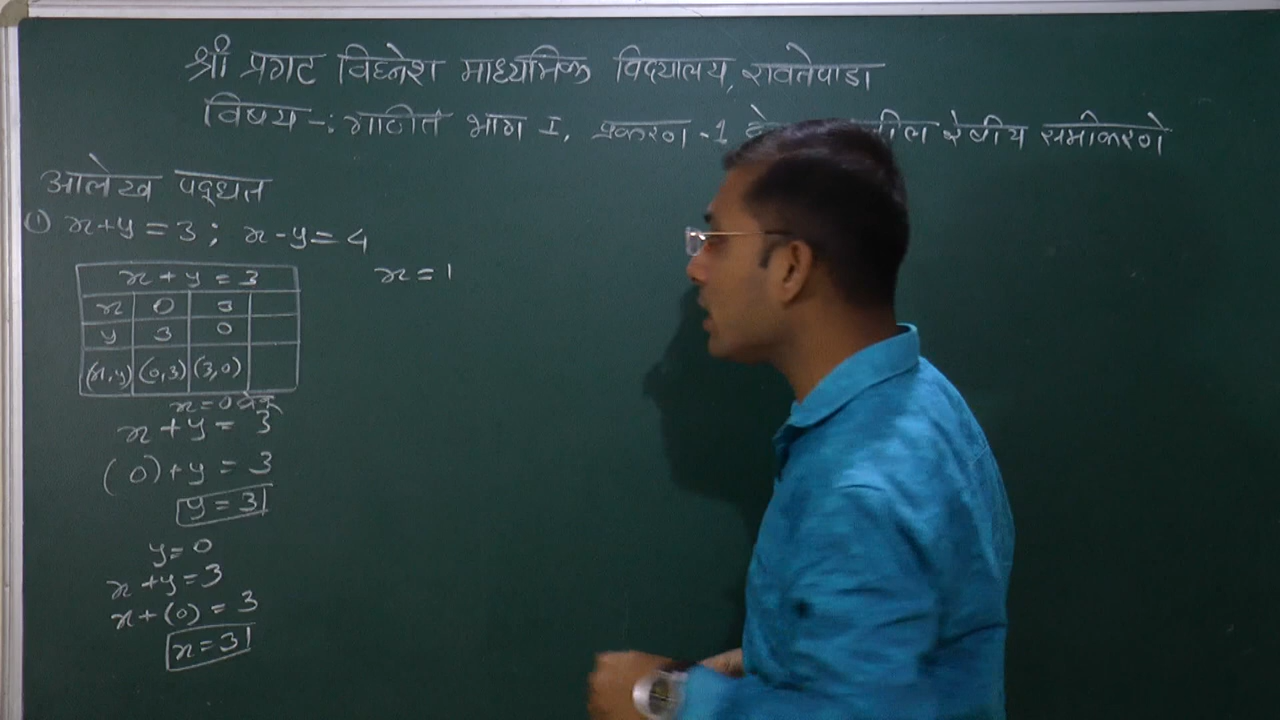 श्री प्रगट विघ्नेश माध्यमिक विद्यालय, रावतेपाडा
विषय -: गणित भाग I, प्रकरण - 1 रेषीय समीकरणे
आलेख पद्धत
① x + y = 3 ; x - y = 4
x + y = 3
x 0 3
y 3 0
(x, y) (0, 3) (3, 0)
x = 0 घेऊ
x + y = 3
(0) + y = 3
y = 3
y = 0
x + y = 3
x + (0) = 3
x = 3
x = 1